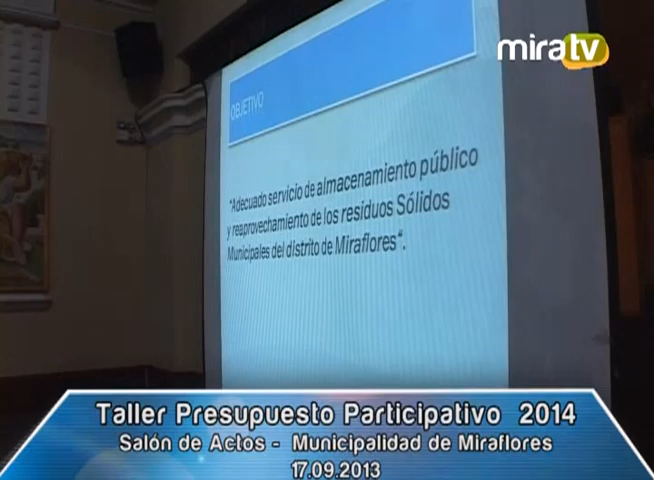 miratv
OBJETIVO
"Adecuado servicio de almacenamiento público
y reaprovechamiento de los residuos Sólidos
Municipales del distrito de Miraflores".
Taller Presupuesto Participativo 2014
Salón de Actos - Municipalidad de Miraflores
17.09.2013